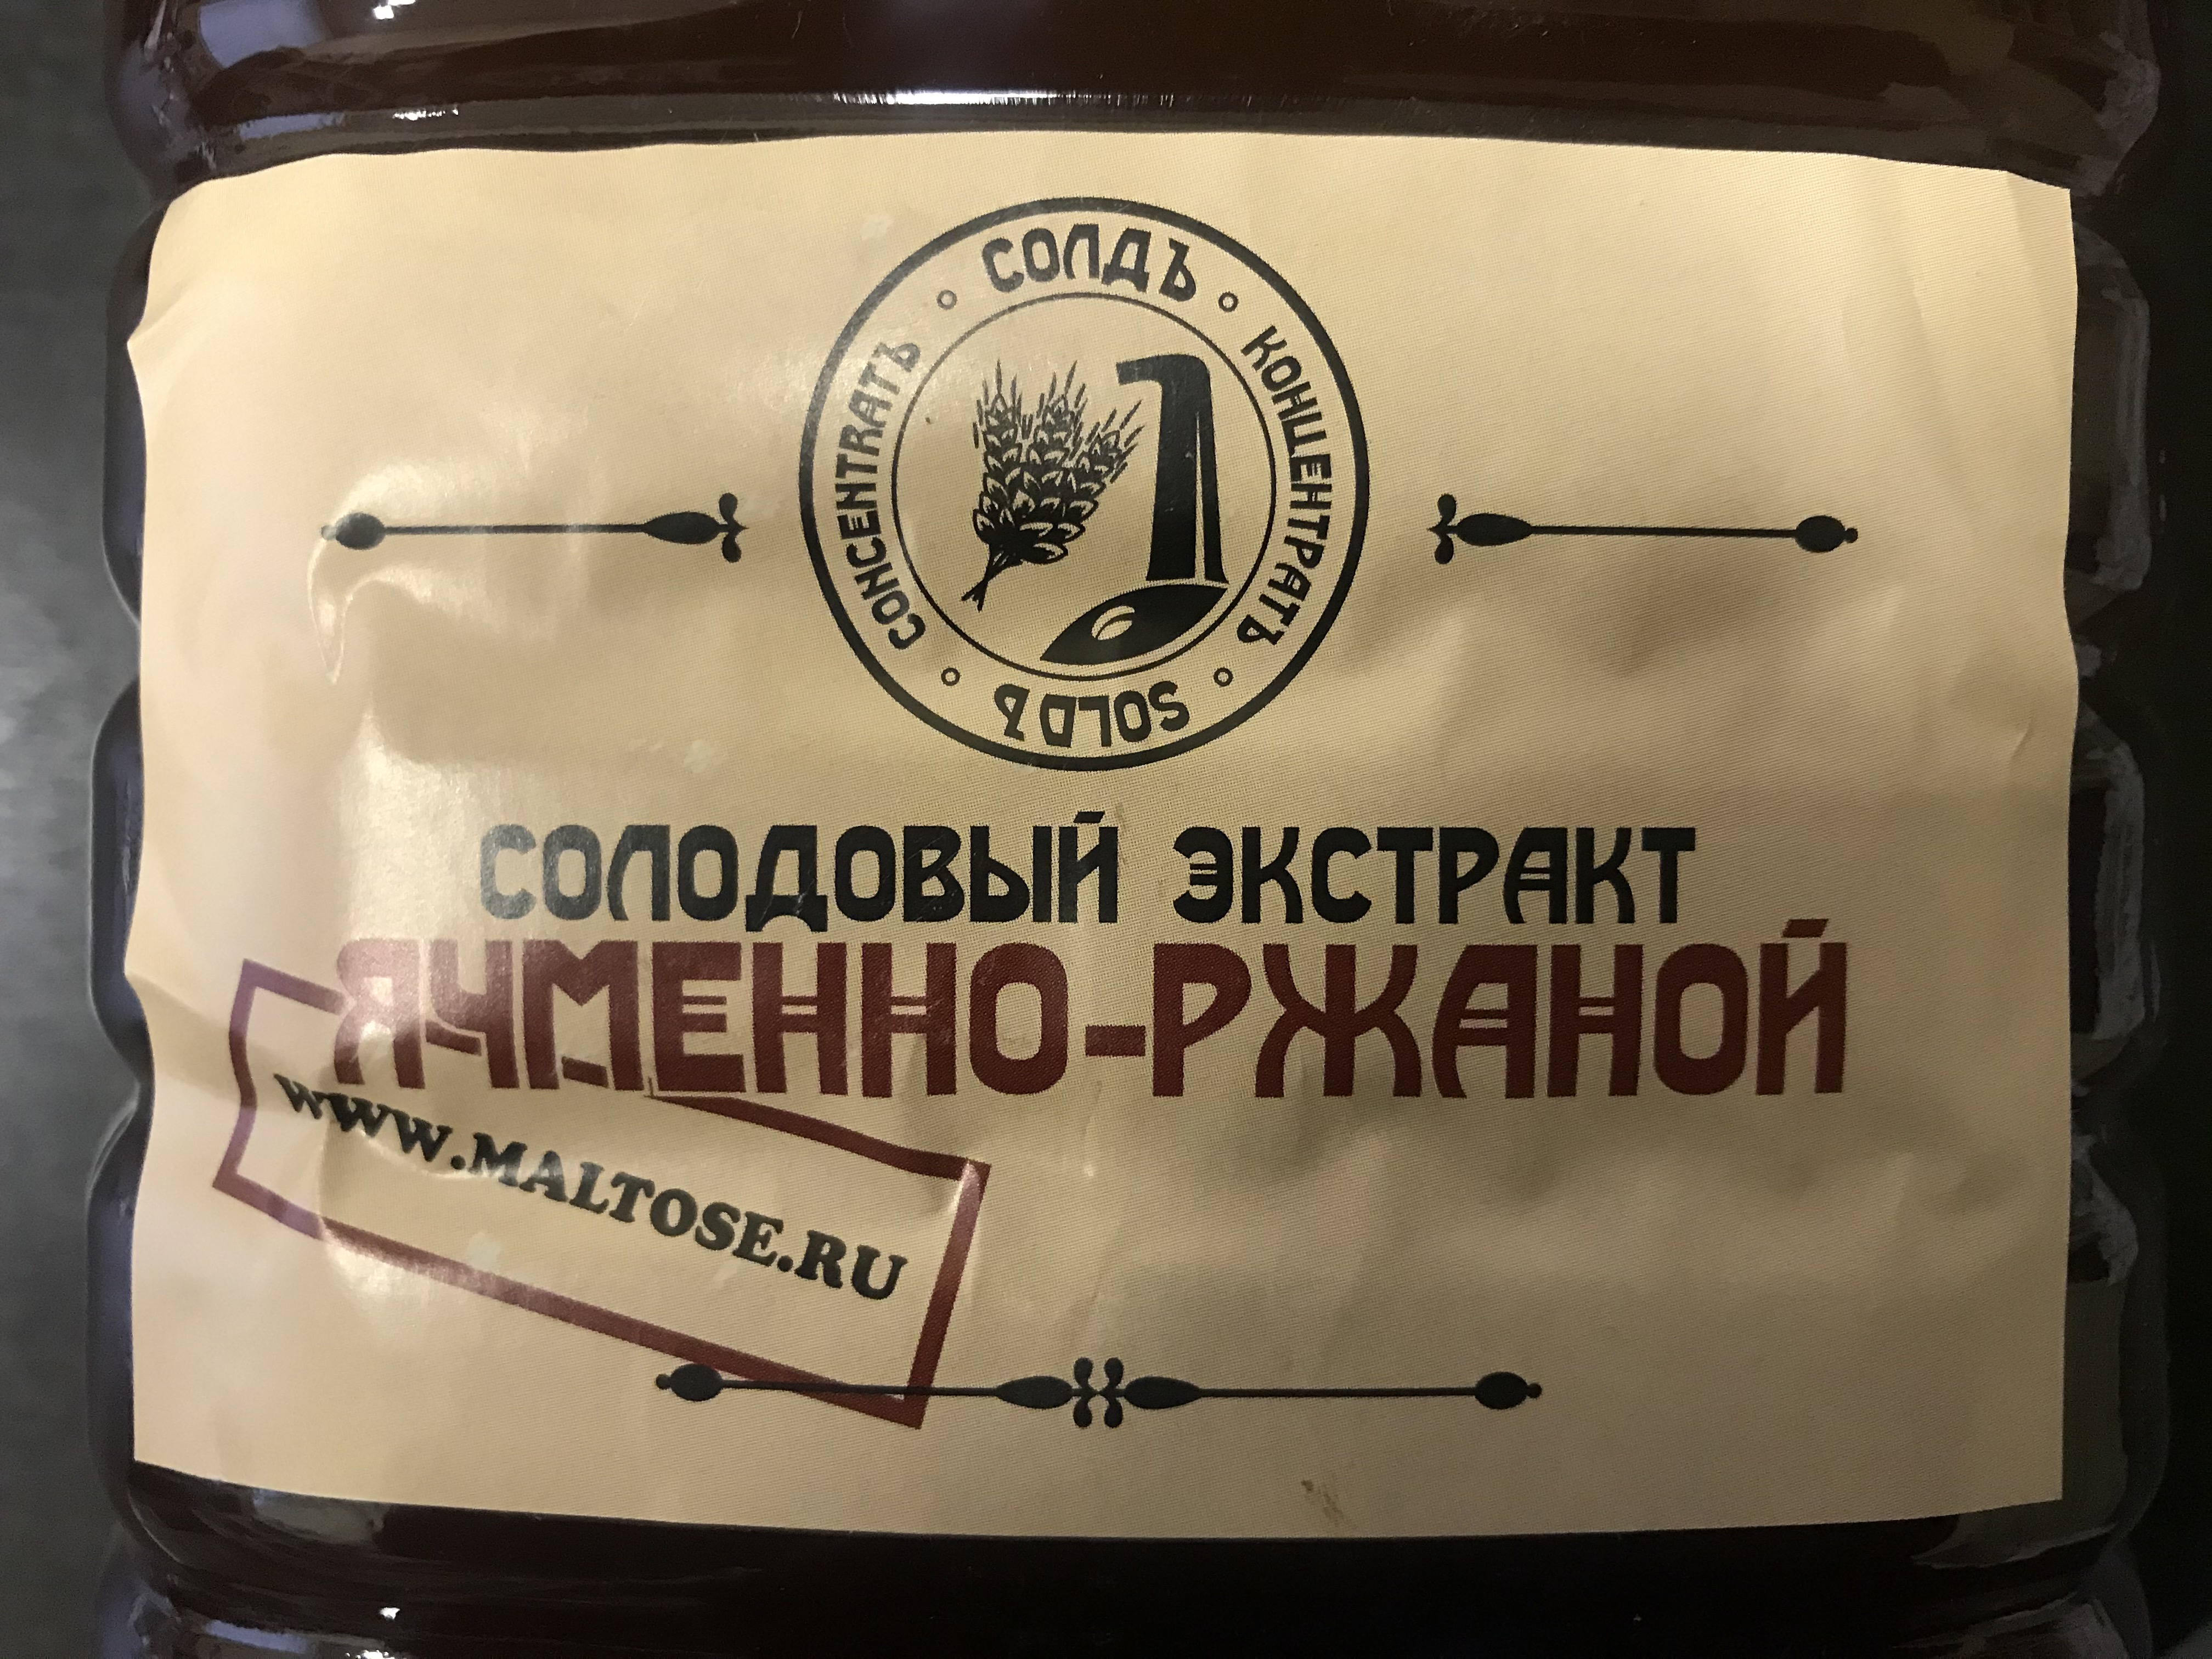 СОЛДЪ
КОНЦЕНТРАТЪ
SOLDЪ
CONCENTRATЪ
СОЛОДОВЫЙ ЭКСТРАКТ
ЯЧМЕННО-РЖАНОЙ
WWW.MALTOSE.RU